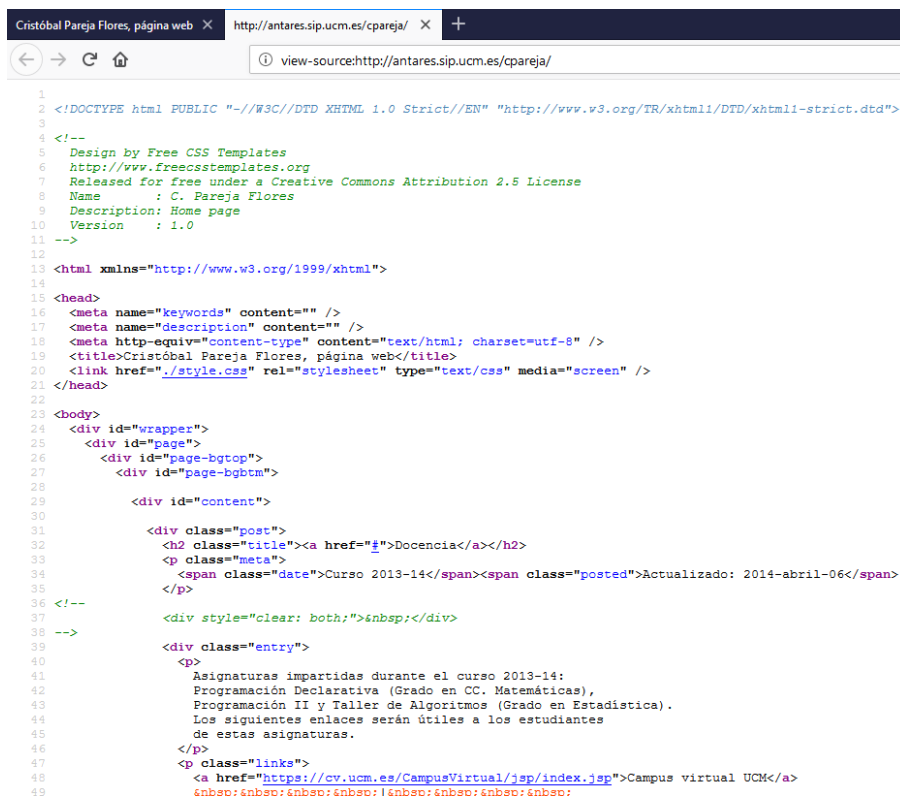 Cristóbal Pareja Flores, página web × http://antares.sip.ucm.es/cpareja/ × +
view-source:http://antares.sip.ucm.es/cpareja/
1
2 <!DOCTYPE html PUBLIC "-//W3C//DTD XHTML 1.0 Strict//EN" "http://www.w3.org/TR/xhtml1/DTD/xhtml1-strict.dtd">
3
4 <!--
5 Design by Free CSS Templates
6 http://www.freecsstemplates.org
7 Released for free under a Creative Commons Attribution 2.5 License
8 Name : C. Pareja Flores
9 Description: Home page
10 Version : 1.0
11 -->
12
13 <html xmlns="http://www.w3.org/1999/xhtml">
14
15 <head>
16 <meta name="keywords" content="" />
17 <meta name="description" content="" />
18 <meta http-equiv="content-type" content="text/html; charset=utf-8" />
19 <title>Cristóbal Pareja Flores, página web</title>
20 <link href="./style.css" rel="stylesheet" type="text/css" media="screen" />
21 </head>
22
23 <body>
24 <div id="wrapper">
25 <div id="page">
26 <div id="page-bgtop">
27 <div id="page-bgbtm">
28
29 <div id="content">
30
31 <div class="post">
32 <h2 class="title"><a href="#">Docencia</a></h2>
33 <p class="meta">
34 <span class="date">Curso 2013-14</span><span class="posted">Actualizado: 2014-abril-06</span>
35 </p>
36 <!--
37 <div style="clear: both;">&nbsp;</div>
38 -->
39 <div class="entry">
40 <p>
41 Asignaturas impartidas durante el curso 2013-14:
42 Programación Declarativa (Grado en CC. Matemáticas),
43 Programación II y Taller de Algoritmos (Grado en Estadística).
44 Los siguientes enlaces serán útiles a los estudiantes
45 de estas asignaturas.
46 </p>
47 <p class="links">
48 <a href="https://cv.ucm.es/CampusVirtual/jsp/index.jsp">Campus virtual UCM</a>
49 &nbsp;&nbsp;&nbsp;&nbsp;|&nbsp;&nbsp;&nbsp;&nbsp;